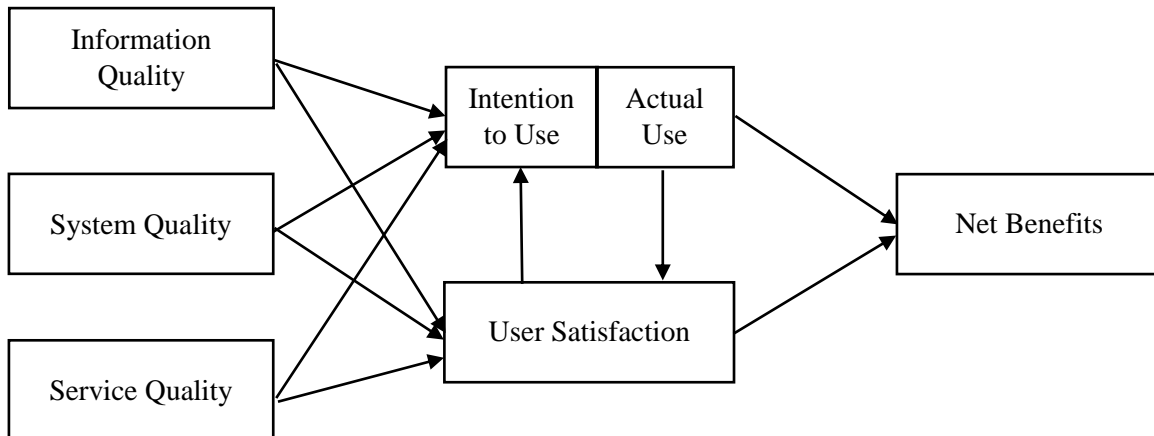 Information
Quality
Intention
to Use
Actual
Use
System Quality
Net Benefits
User Satisfaction
Service Quality